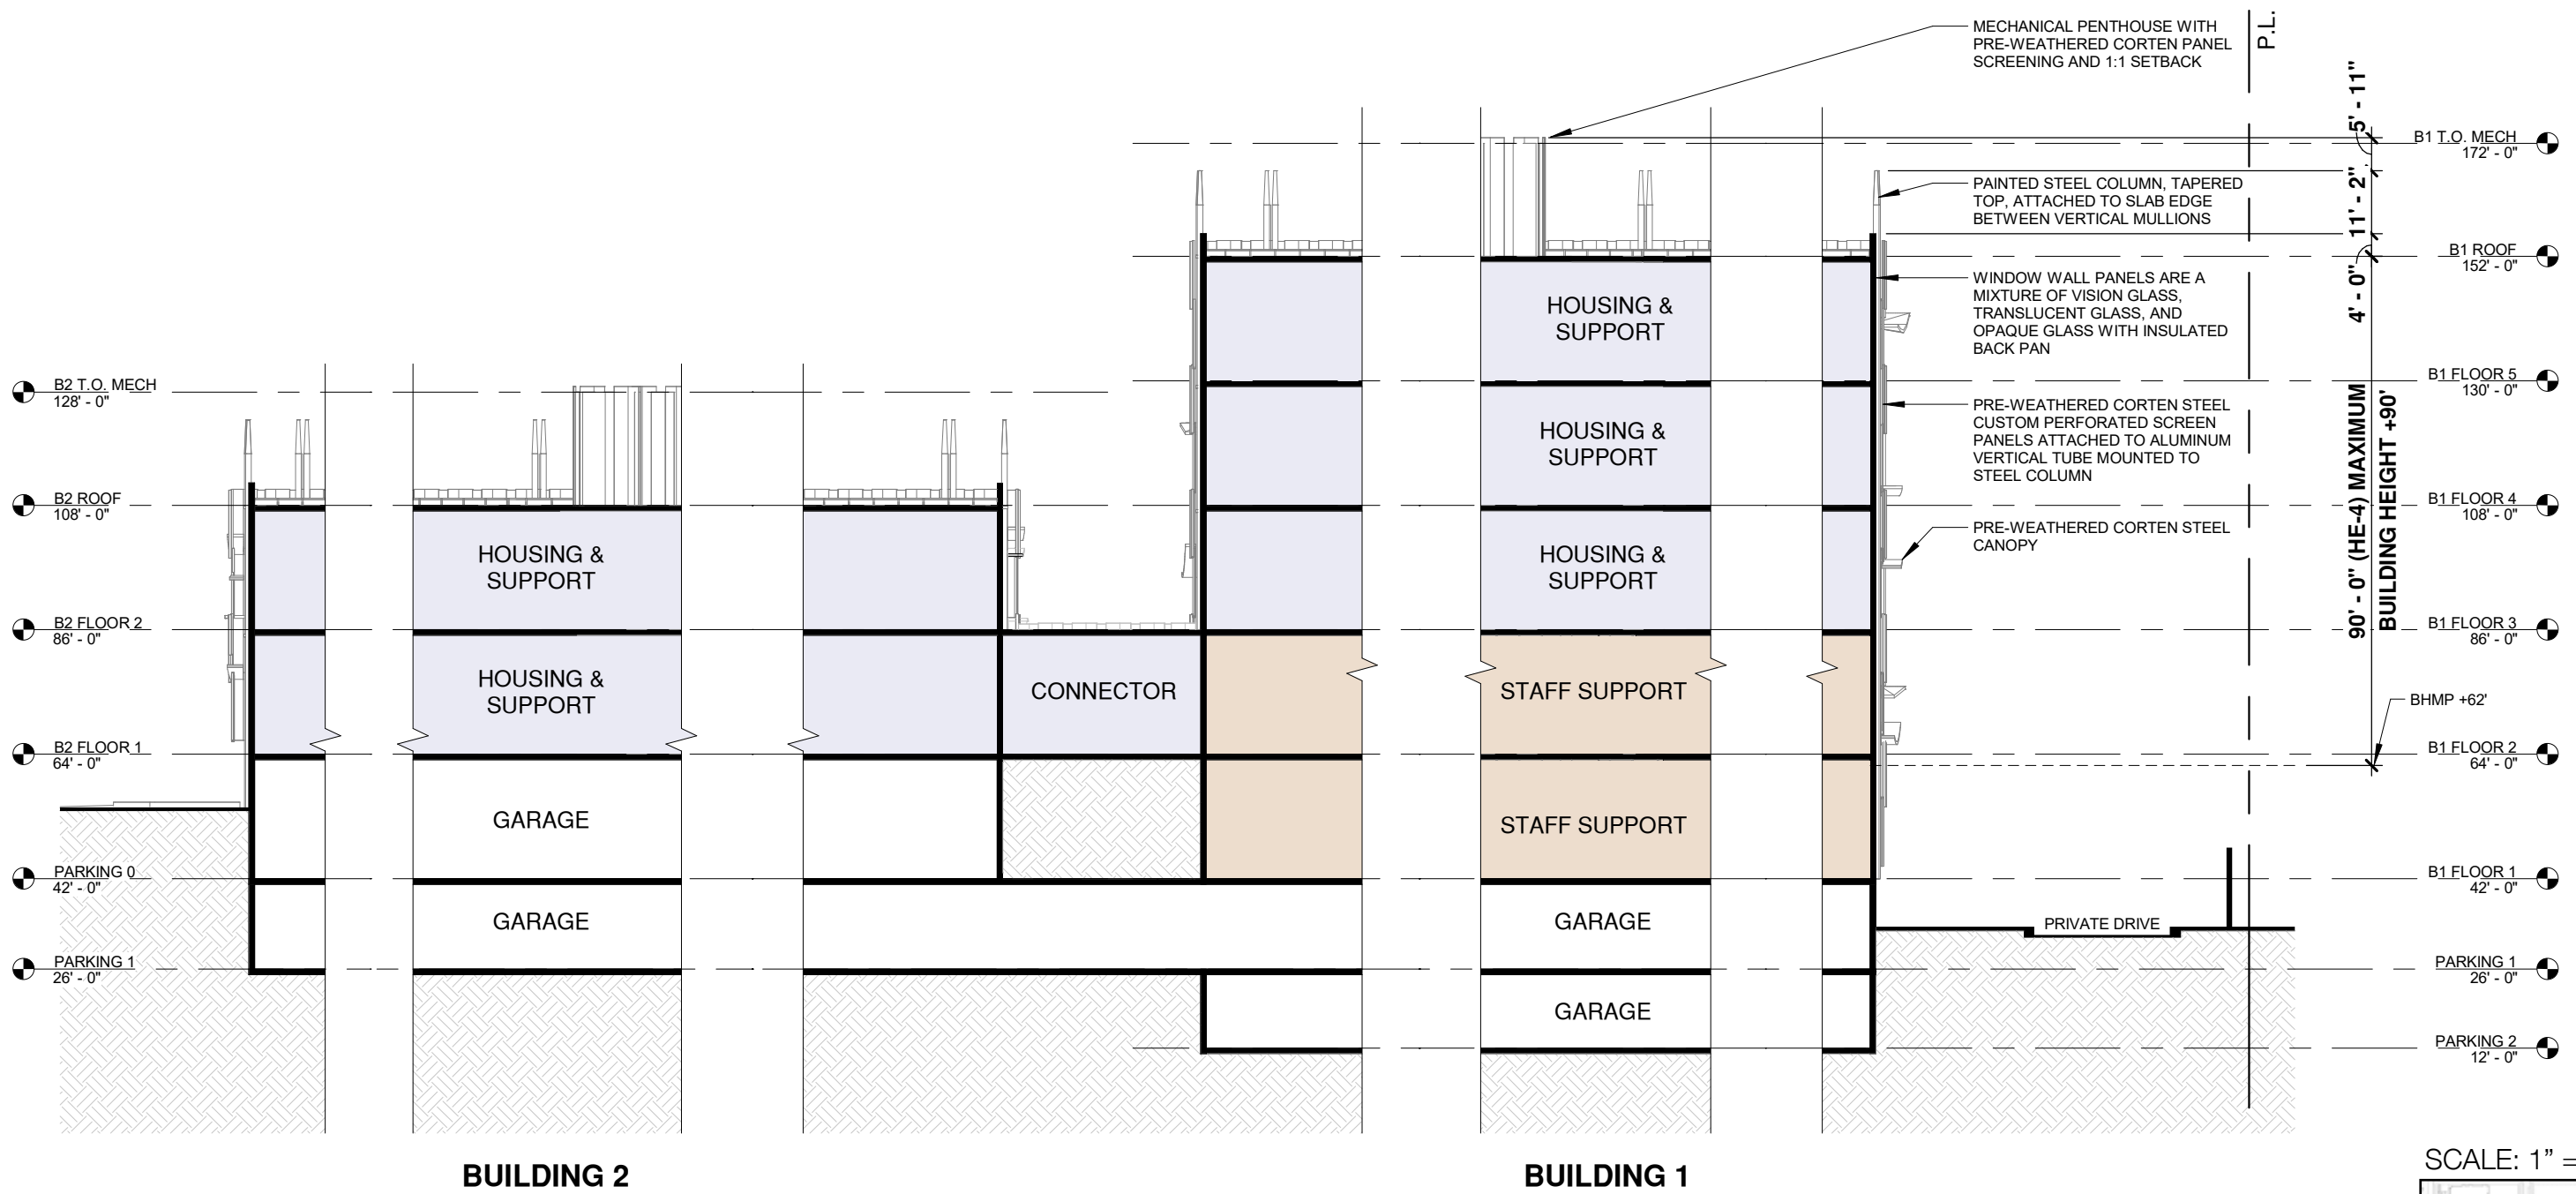 MECHANICAL PENTHOUSE WITH
PRE-WEATHERED CORTEN PANEL
SCREENING AND 1:1 SETBACK
P.L.
5' - 11"
B1 T.O. MECH
172' - 0"
PAINTED STEEL COLUMN, TAPERED
TOP, ATTACHED TO SLAB EDGE
BETWEEN VERTICAL MULLIONS
11' - 2"
B1 ROOF
152' - 0"
4' - 0"
WINDOW WALL PANELS ARE A
MIXTURE OF VISION GLASS,
TRANSLUCENT GLASS, AND
OPAQUE GLASS WITH INSULATED
BACK PAN
B1 FLOOR 5
130' - 0"
PRE-WEATHERED CORTEN STEEL
CUSTOM PERFORATED SCREEN
PANELS ATTACHED TO ALUMINUM
VERTICAL TUBE MOUNTED TO
STEEL COLUMN
90' - 0" (HE-4) MAXIMUM
BUILDING HEIGHT +90'
B1 FLOOR 4
108' - 0"
PRE-WEATHERED CORTEN STEEL
CANOPY
B1 FLOOR 3
86' - 0"
BHMP +62'
B1 FLOOR 2
64' - 0"
B1 FLOOR 1
42' - 0"
PRIVATE DRIVE
PARKING 1
26' - 0"
PARKING 2
12' - 0"
B2 T.O. MECH
128' - 0"
B2 ROOF
108' - 0"
B2 FLOOR 2
86' - 0"
B2 FLOOR 1
64' - 0"
PARKING 0
42' - 0"
PARKING 1
26' - 0"
HOUSING &
SUPPORT
HOUSING &
SUPPORT
GARAGE
GARAGE
CONNECTOR
HOUSING &
SUPPORT
HOUSING &
SUPPORT
HOUSING &
SUPPORT
STAFF SUPPORT
STAFF SUPPORT
GARAGE
GARAGE
BUILDING 2
BUILDING 1
SCALE: 1" =